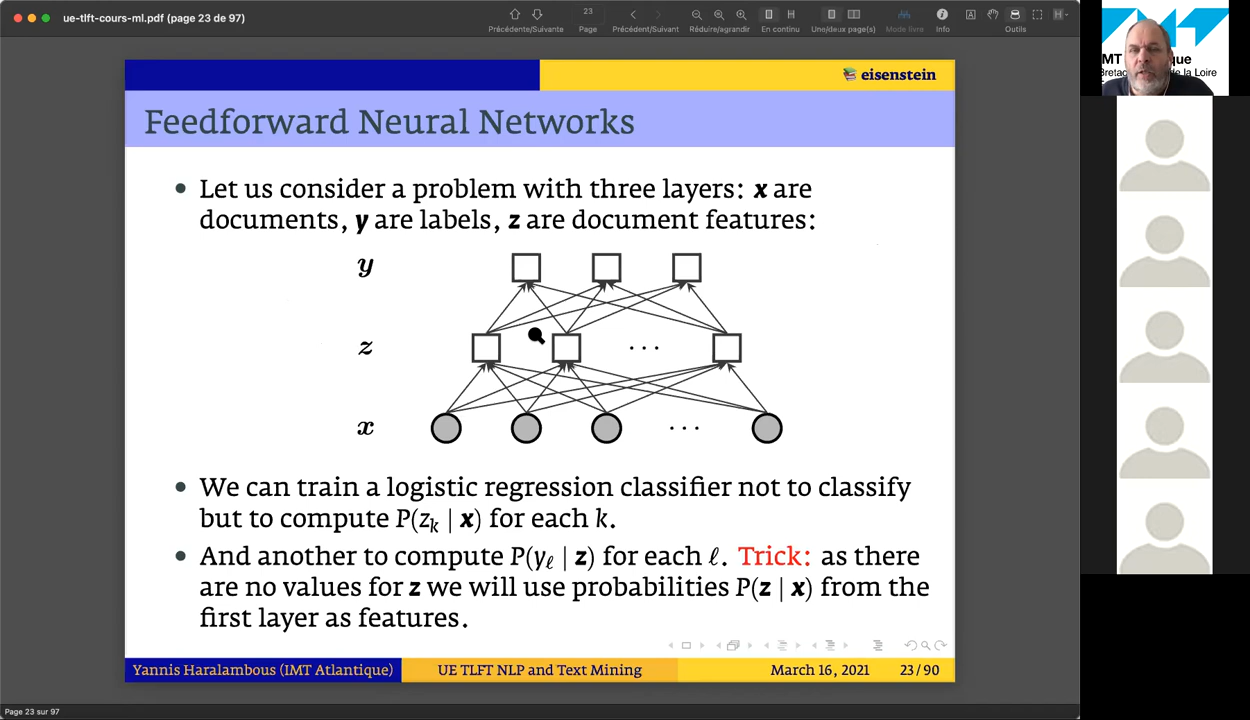 ue-tlft-cours-ml.pdf (page 23 de 97)
23
Précédente/Suivante
Page
Précédent/Suivant
Réduire/agrandir
En continu
Une/deux page(s)
Mode livre
Info
Outils
eisenstein
Feedforward Neural Networks
• Let us consider a problem with three layers: x are
documents, y are labels, z are document features:
y
z
...
x
...
• We can train a logistic regression classifier not to classify
but to compute P(zₖ | x) for each k.
• And another to compute P(yℓ | z) for each ℓ. Trick: as there
are no values for z we will use probabilities P(z | x) from the
first layer as features.
Yannis Haralambous (IMT Atlantique)
UE TLFT NLP and Text Mining
March 16, 2021
23 / 90
Page 23 sur 97